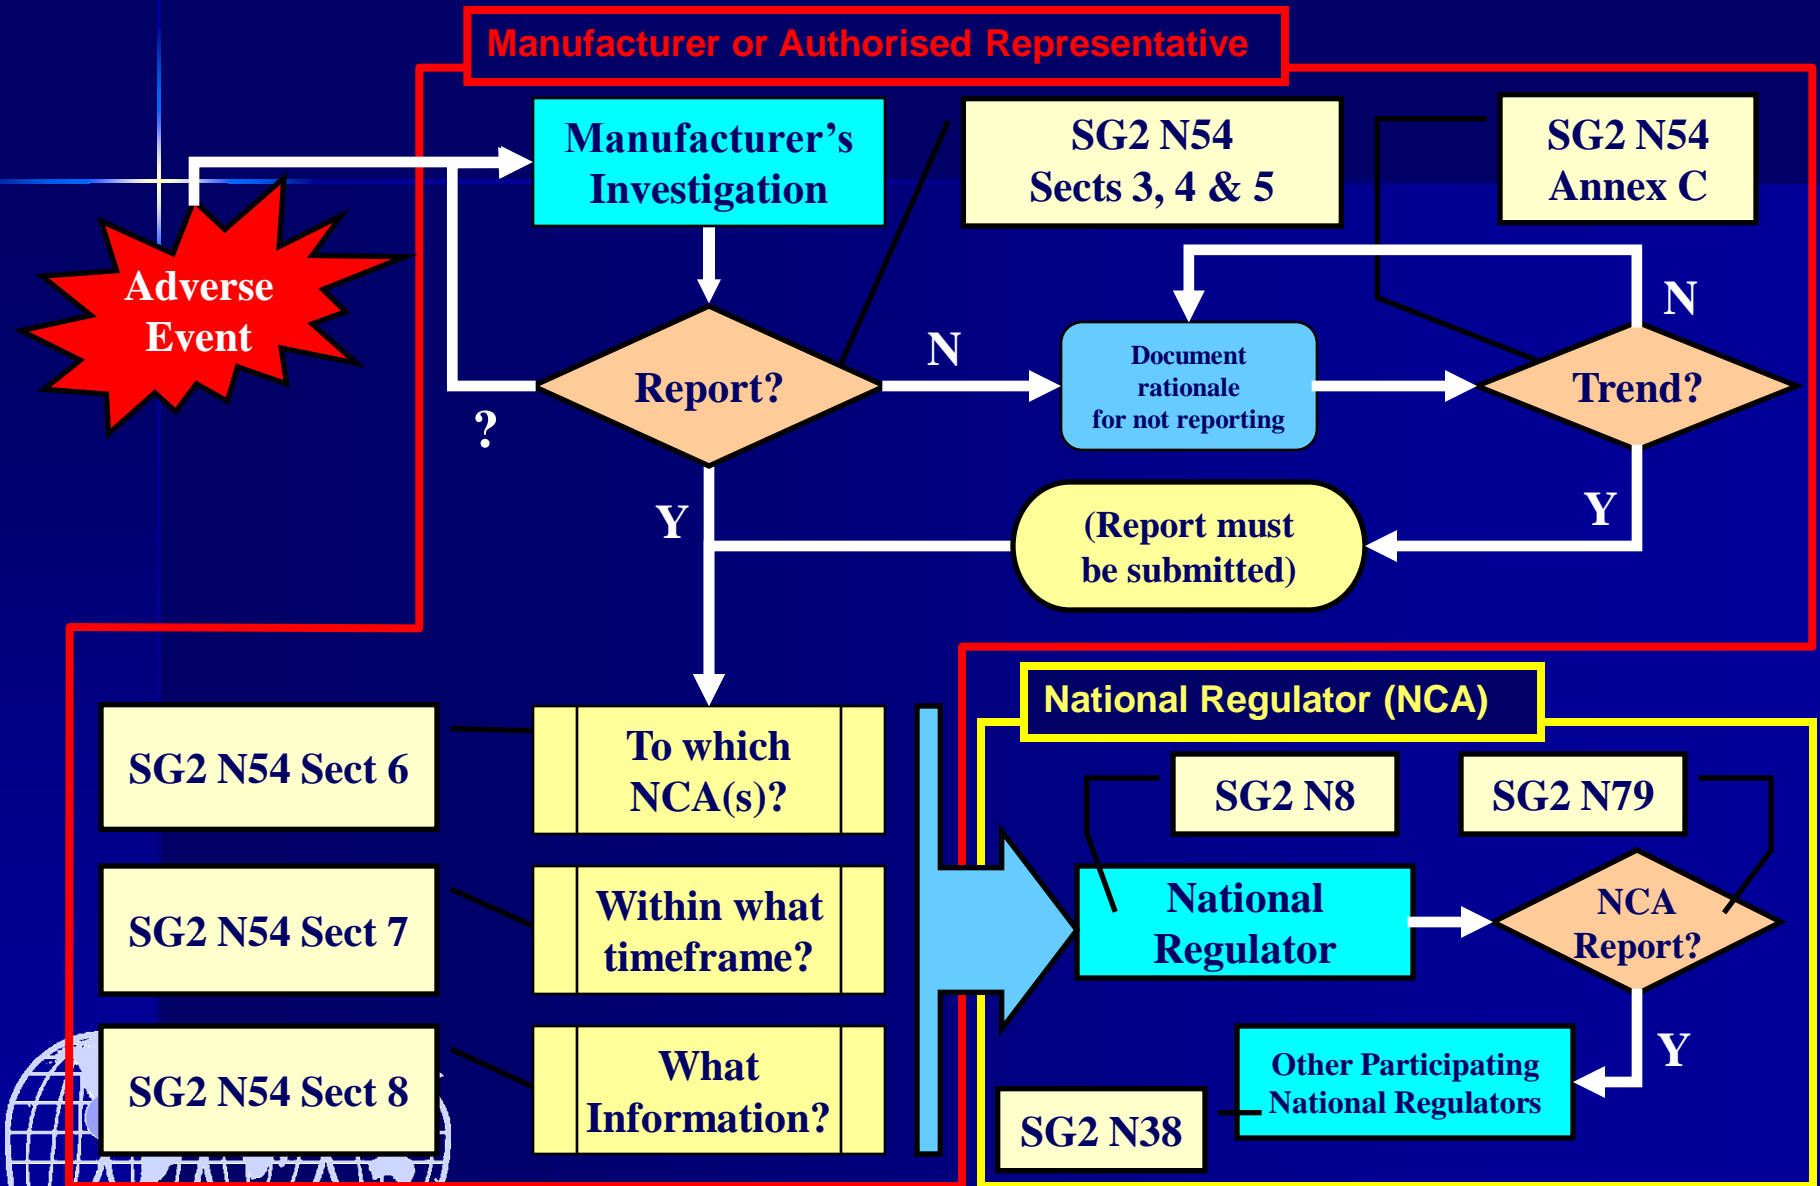 Manufacturer or Authorised Representative
Manufacturer’s
Investigation
SG2 N54
Sects 3, 4 & 5
SG2 N54
Annex C
Adverse
Event
Report?
?
N
Y
Document
rationale
for not reporting
Trend?
N
Y
(Report must
be submitted)
SG2 N54 Sect 6
To which
NCA(s)?
SG2 N54 Sect 7
Within what
timeframe?
SG2 N54 Sect 8
What
Information?
National Regulator (NCA)
SG2 N8
SG2 N79
National
Regulator
NCA
Report?
Y
Other Participating
National Regulators
SG2 N38